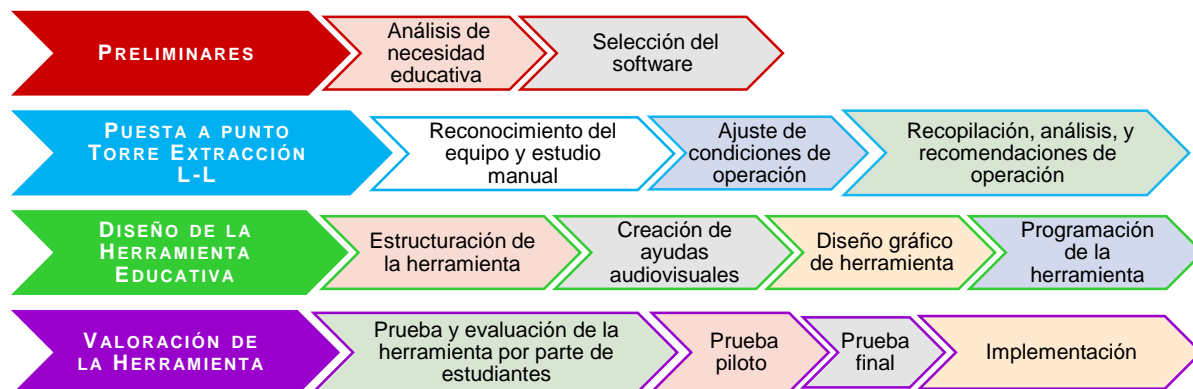 PRELIMINARES
Análisis de
necesidad
educativa
Selección del
software
PUESTA A PUNTO
TORRE EXTRACCIÓN
L-L
Reconocimiento del
equipo y estudio
manual
Ajuste de
condiciones de
operación
Recopilación, análisis, y
recomendaciones de
operación
DISEÑO DE LA
HERRAMIENTA
EDUCATIVA
Estructuración de
la herramienta
Creación de
ayudas
audiovisuales
Diseño gráfico
de herramienta
Programación
de la
herramienta
VALORACIÓN DE
LA HERRAMIENTA
Prueba y evaluación de la
herramienta por parte de
estudiantes
Prueba
piloto
Prueba
final
Implementación